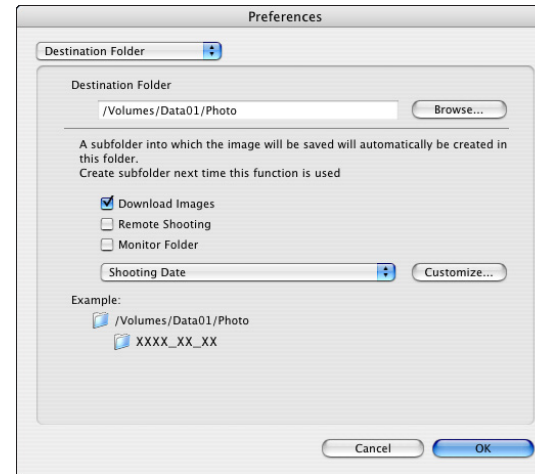 Preferences
Destination Folder
Destination Folder
/Volumes/Data01/Photo
Browse...
A subfolder into which the image will be saved will automatically be created in
this folder.
Create subfolder next time this function is used
Download Images
Remote Shooting
Monitor Folder
Shooting Date
Customize...
Example:
/Volumes/Data01/Photo
XXXX_XX_XX
Cancel
OK